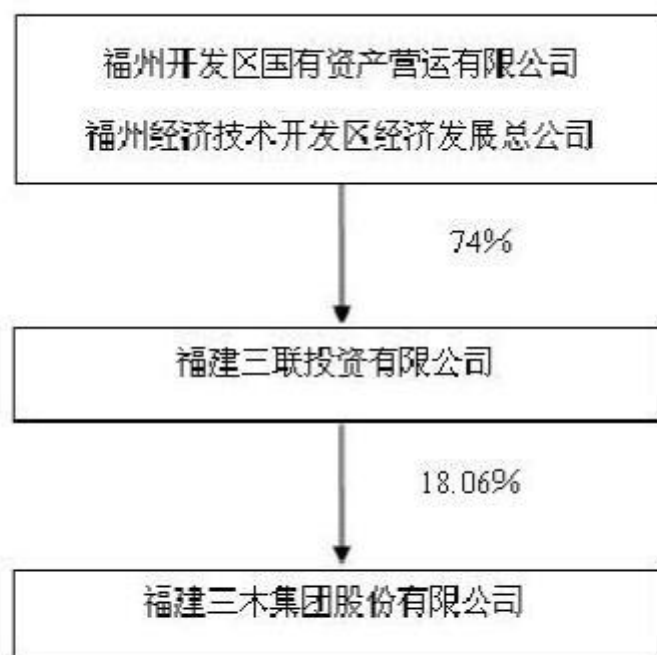 福州开发区国有资产营运有限公司
福州经济技术开发区经济发展总公司
74%
福建三联投资有限公司
18.06%
福建三木集团股份有限公司